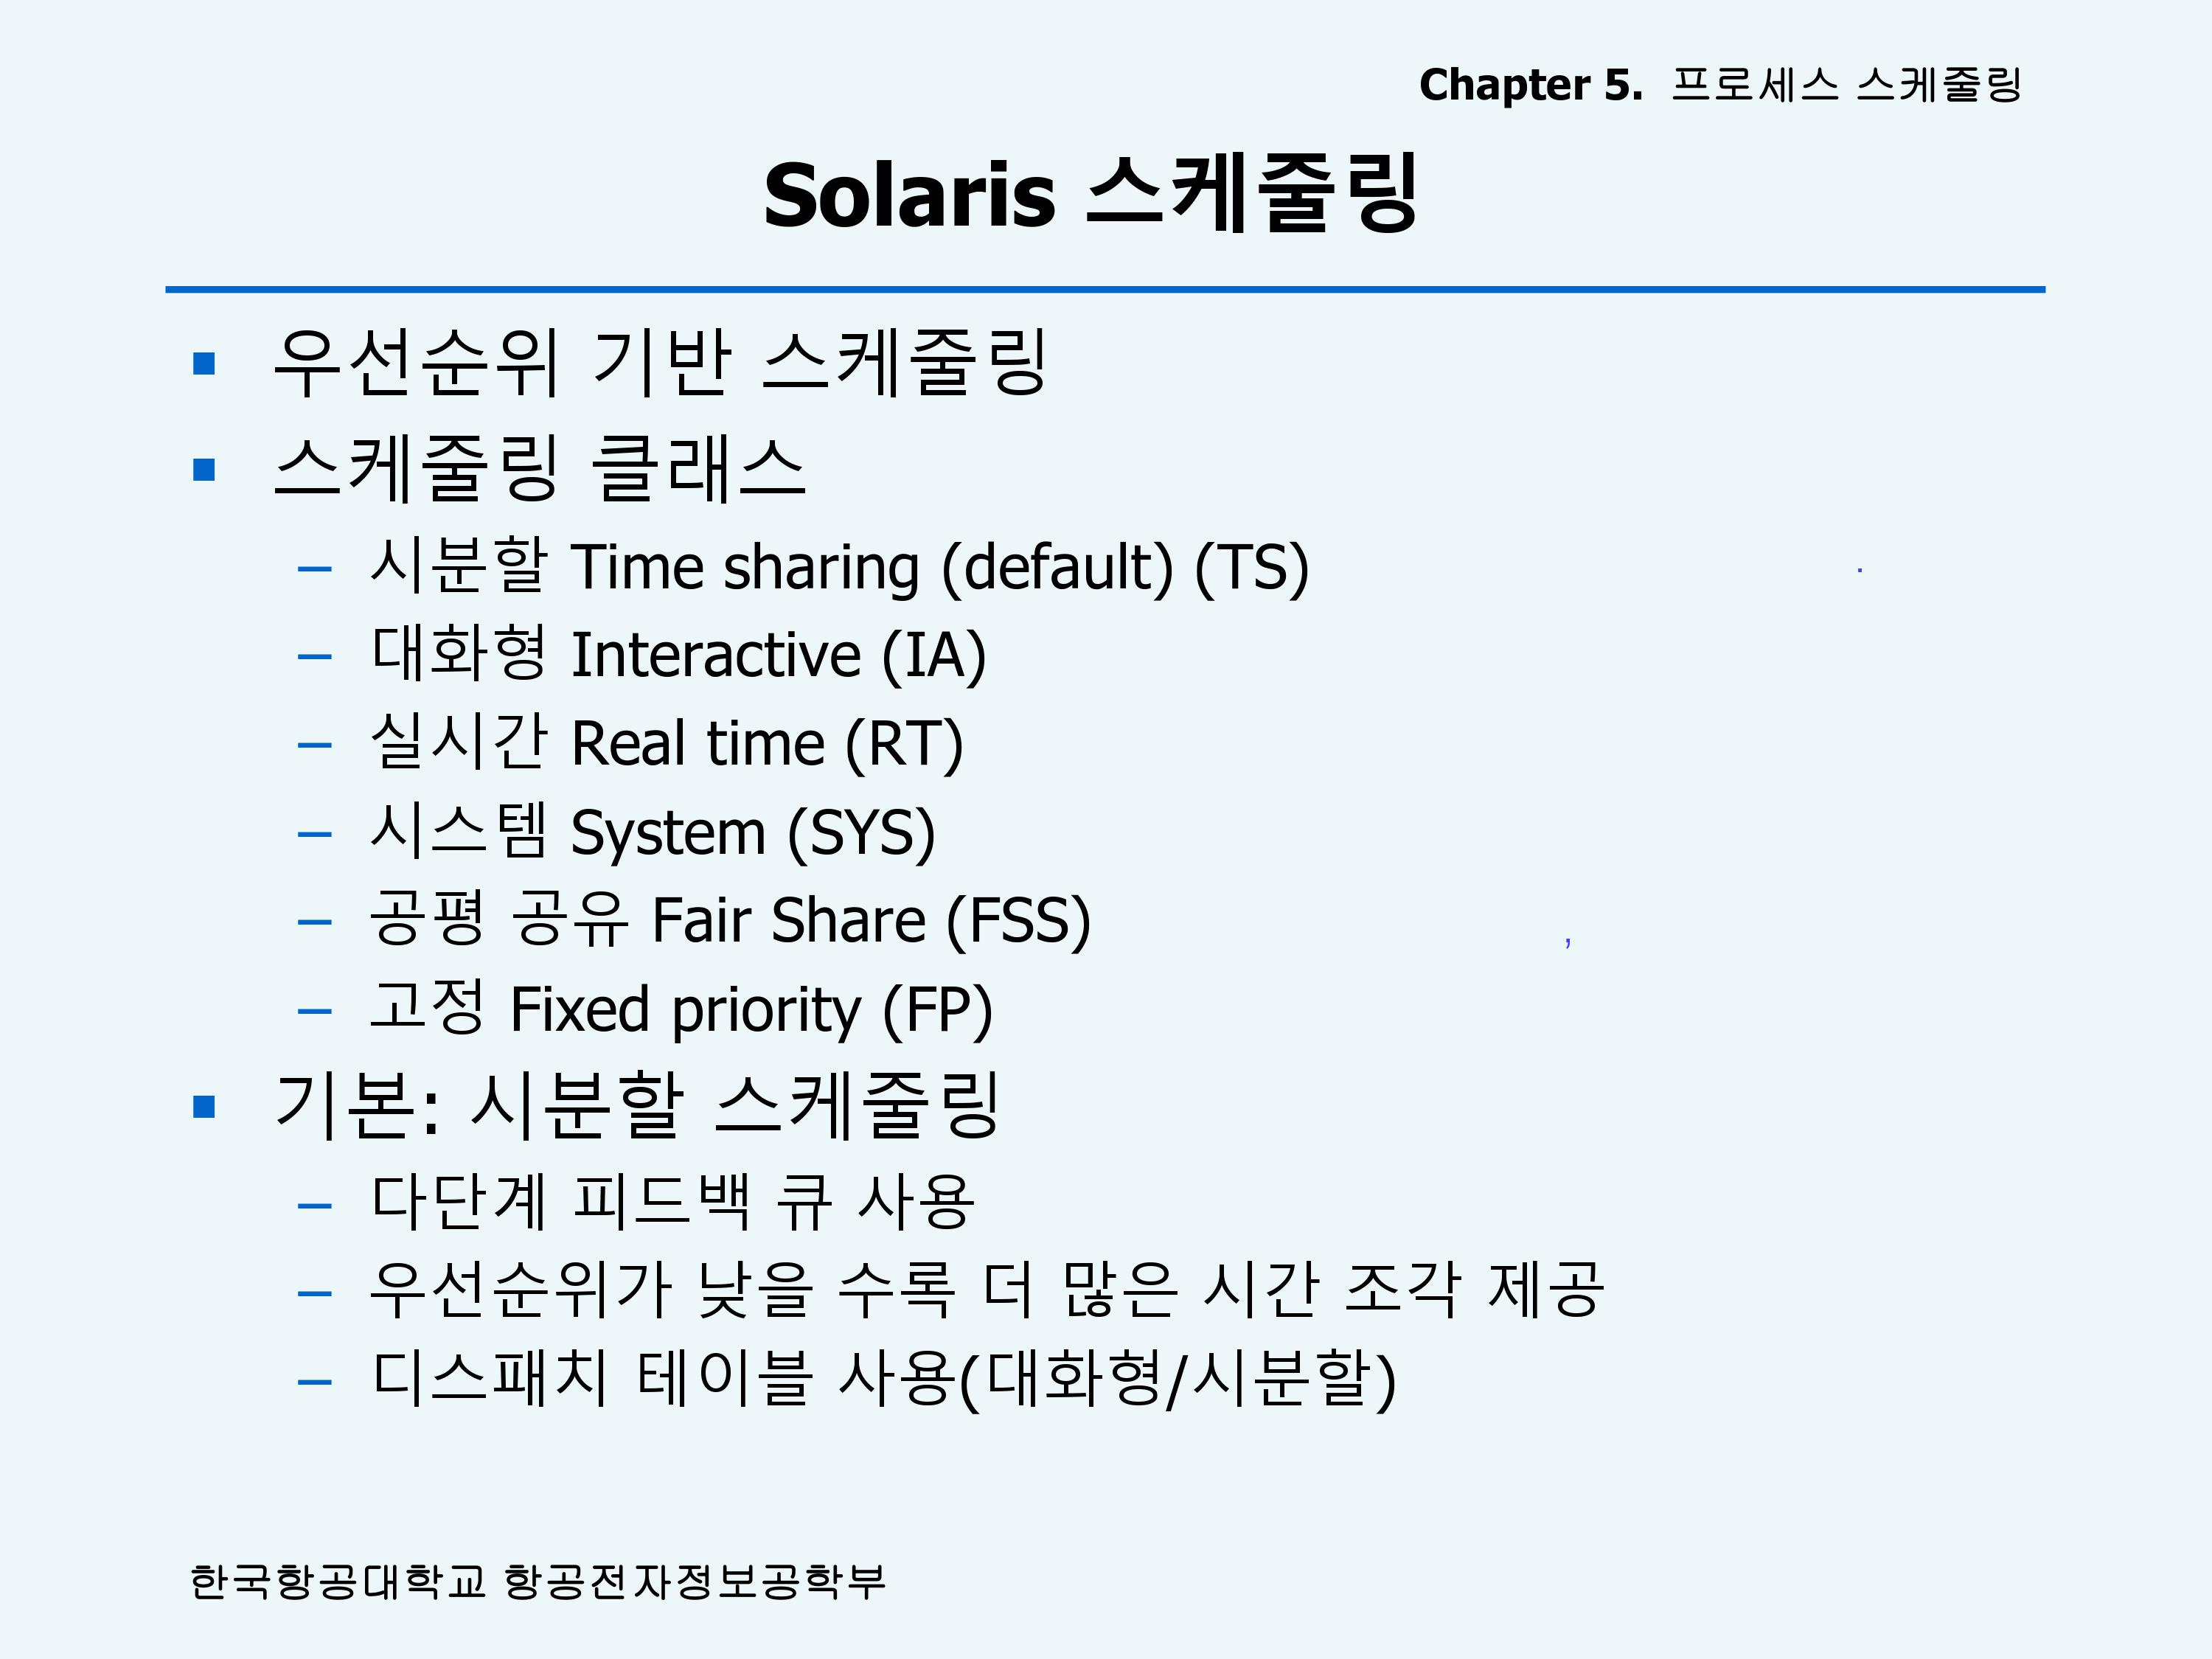 Chapter 5. 프로세스 스케줄링
Solaris 스케줄링
▪ 우선순위 기반 스케줄링
▪ 스케줄링 클래스
– 시분할 Time sharing (default) (TS)
– 대화형 Interactive (IA)
– 실시간 Real time (RT)
– 시스템 System (SYS)
– 공평 공유 Fair Share (FSS)
– 고정 Fixed priority (FP)
▪ 기본: 시분할 스케줄링
– 다단계 피드백 큐 사용
– 우선순위가 낮을 수록 더 많은 시간 조각 제공
– 디스패치 테이블 사용(대화형/시분할)
한국항공대학교 항공전자정보공학부